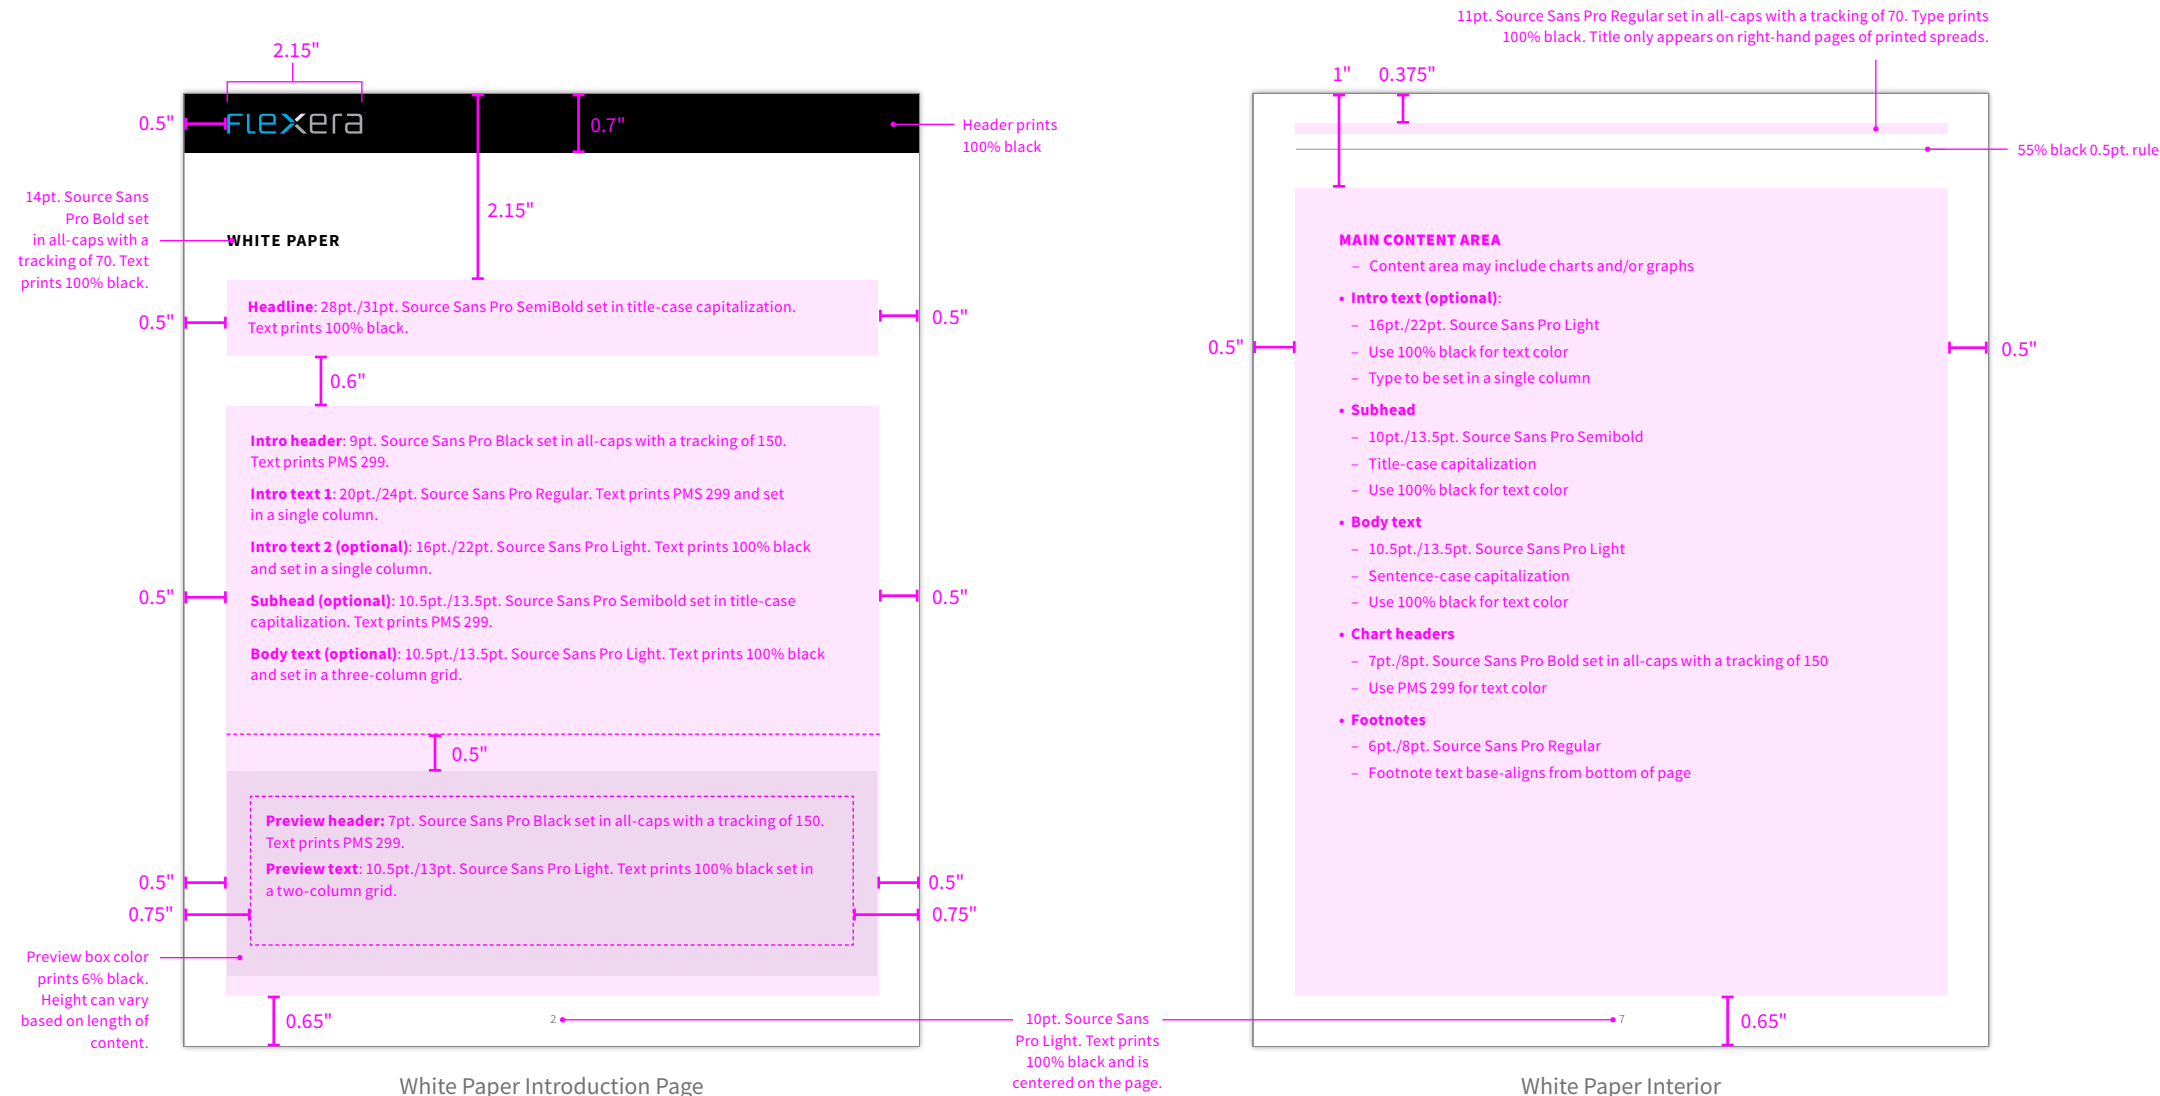 11pt. Source Sans Pro Regular set in all-caps with a tracking of 70. Type prints
100% black. Title only appears on right-hand pages of printed spreads.
2.15"
1"
0.375"
0.5"
FLEXERA
0.7"
Header prints
100% black
55% black 0.5pt. rule
14pt. Source Sans
Pro Bold set
in all-caps with a
tracking of 70. Text
prints 100% black.
2.15"
WHITE PAPER
0.5"
Headline: 28pt./31pt. Source Sans Pro SemiBold set in title-case capitalization.
Text prints 100% black.
0.5"
0.6"
Intro header: 9pt. Source Sans Pro Black set in all-caps with a tracking of 150.
Text prints PMS 299.
Intro text 1: 20pt./24pt. Source Sans Pro Regular. Text prints PMS 299 and set
in a single column.
Intro text 2 (optional): 16pt./22pt. Source Sans Pro Light. Text prints 100% black
and set in a single column.
Subhead (optional): 10.5pt./13.5pt. Source Sans Pro Semibold set in title-case
capitalization. Text prints PMS 299.
Body text (optional): 10.5pt./13.5pt. Source Sans Pro Light. Text prints 100% black
and set in a three-column grid.
0.5"
0.5"
0.5"
Preview header: 7pt. Source Sans Pro Black set in all-caps with a tracking of 150.
Text prints PMS 299.
Preview text: 10.5pt./13pt. Source Sans Pro Light. Text prints 100% black set in
a two-column grid.
0.5"
0.5"
0.75"
0.75"
Preview box color
prints 6% black.
Height can vary
based on length of
content.
0.65"
2
10pt. Source Sans
Pro Light. Text prints
100% black and is
centered on the page.
White Paper Introduction Page
MAIN CONTENT AREA
– Content area may include charts and/or graphs
• Intro text (optional):
– 16pt./22pt. Source Sans Pro Light
– Use 100% black for text color
– Type to be set in a single column
0.5"
0.5"
• Subhead
– 10pt./13.5pt. Source Sans Pro Semibold
– Title-case capitalization
– Use 100% black for text color
• Body text
– 10.5pt./13.5pt. Source Sans Pro Light
– Sentence-case capitalization
– Use 100% black for text color
• Chart headers
– 7pt./8pt. Source Sans Pro Bold set in all-caps with a tracking of 150
– Use PMS 299 for text color
• Footnotes
– 6pt./8pt. Source Sans Pro Regular
– Footnote text base-aligns from bottom of page
7
0.65"
White Paper Interior